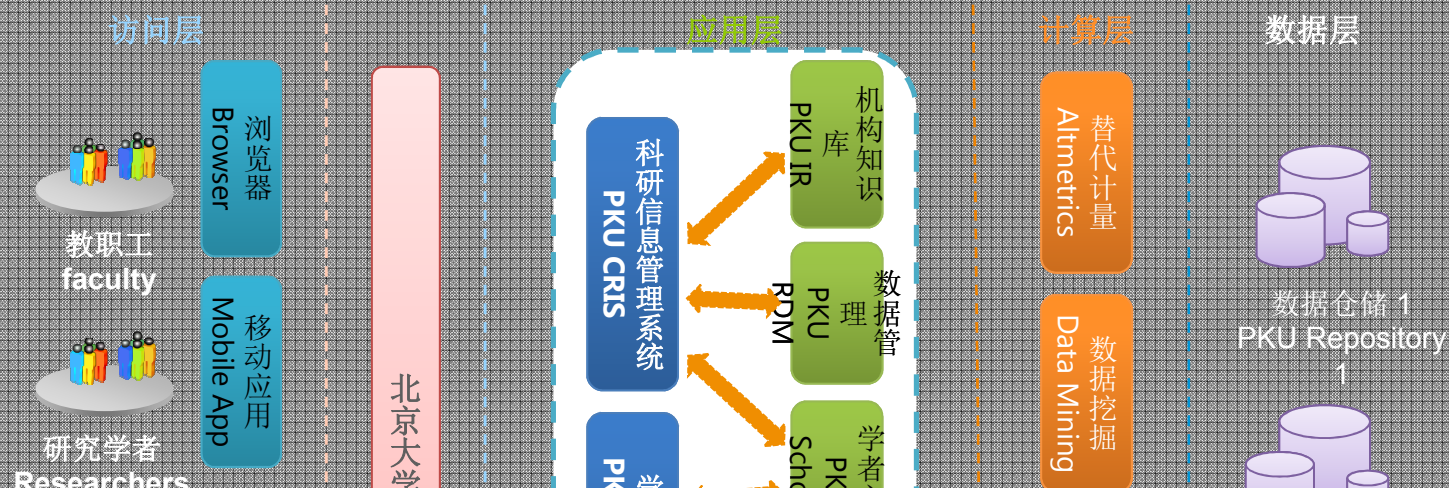 访问层
应用层
计算层
数据层
浏览器
Browser
教职工
faculty
移动应用
Mobile App
研究学者
Researchers
北京大学
科研信息管理系统
PKU CRIS
机构知识
库
PKU IR
数据管
理
PKU
RDM
学者
替代计量
Altmetrics
数据挖掘
Data Mining
数据仓储 1
PKU Repository
1